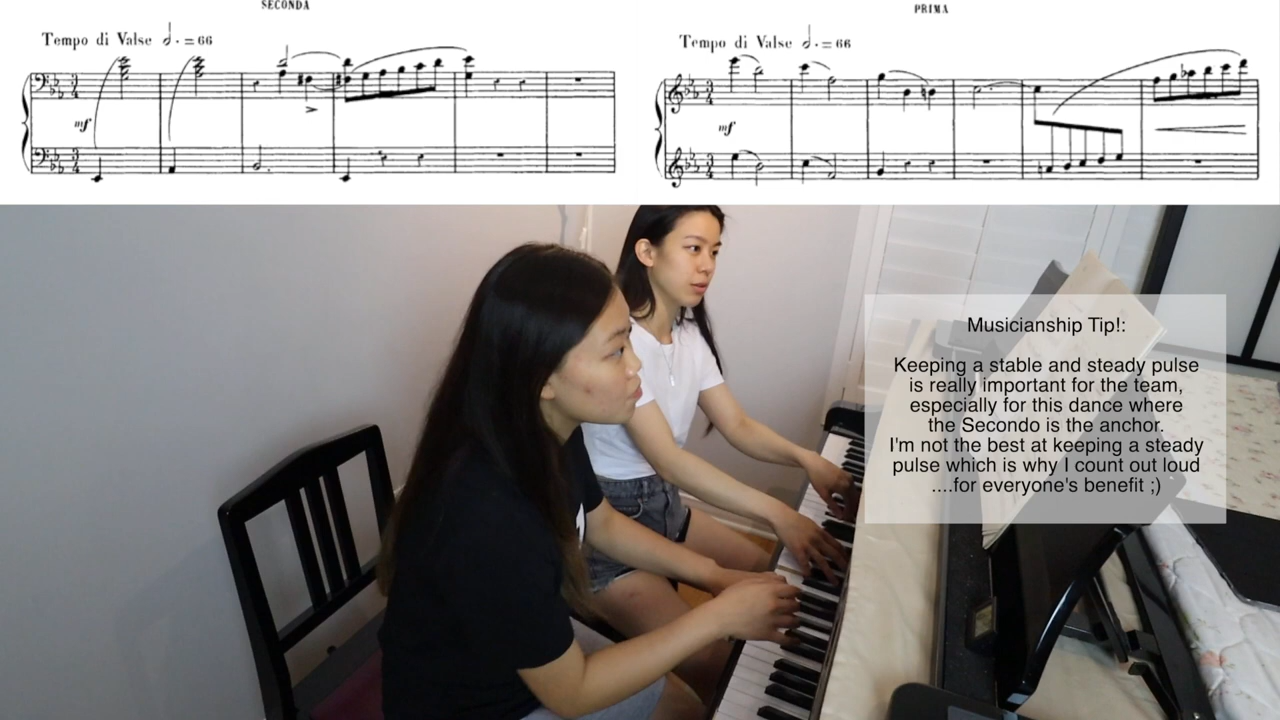 SECONDA
Tempo di Valse 𝅗𝅥. = 66
mf
PRIMA
Tempo di Valse 𝅗𝅥. = 66
mf
Musicianship Tip!:
Keeping a stable and steady pulse
is really important for the team,
especially for this dance where
the Secondo is the anchor.
I'm not the best at keeping a steady
pulse which is why I count out loud
....for everyone's benefit ;)